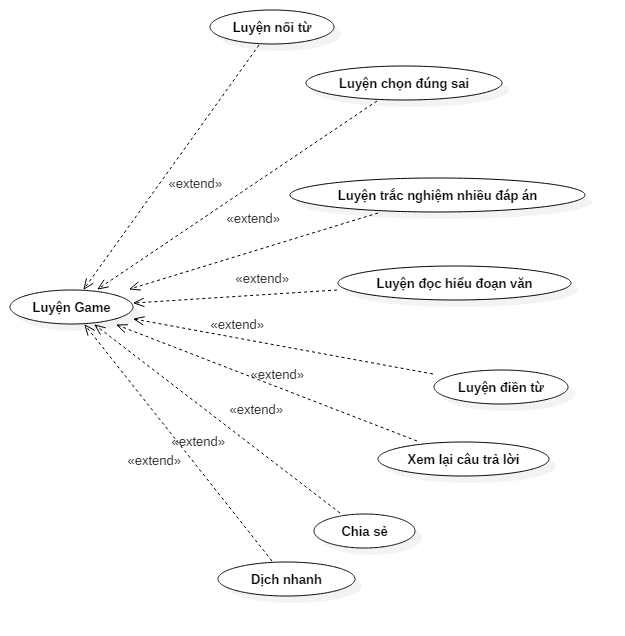 Luyện nối từ
Luyện chọn đúng sai
«extend»
Luyện trắc nghiệm nhiều đáp án
«extend»
Luyện đọc hiểu đoạn văn
«extend»
Luyện Game
«extend»
«extend»
Luyện điền từ
«extend»
«extend»
Xem lại câu trả lời
«extend»
Chia sẻ
Dịch nhanh